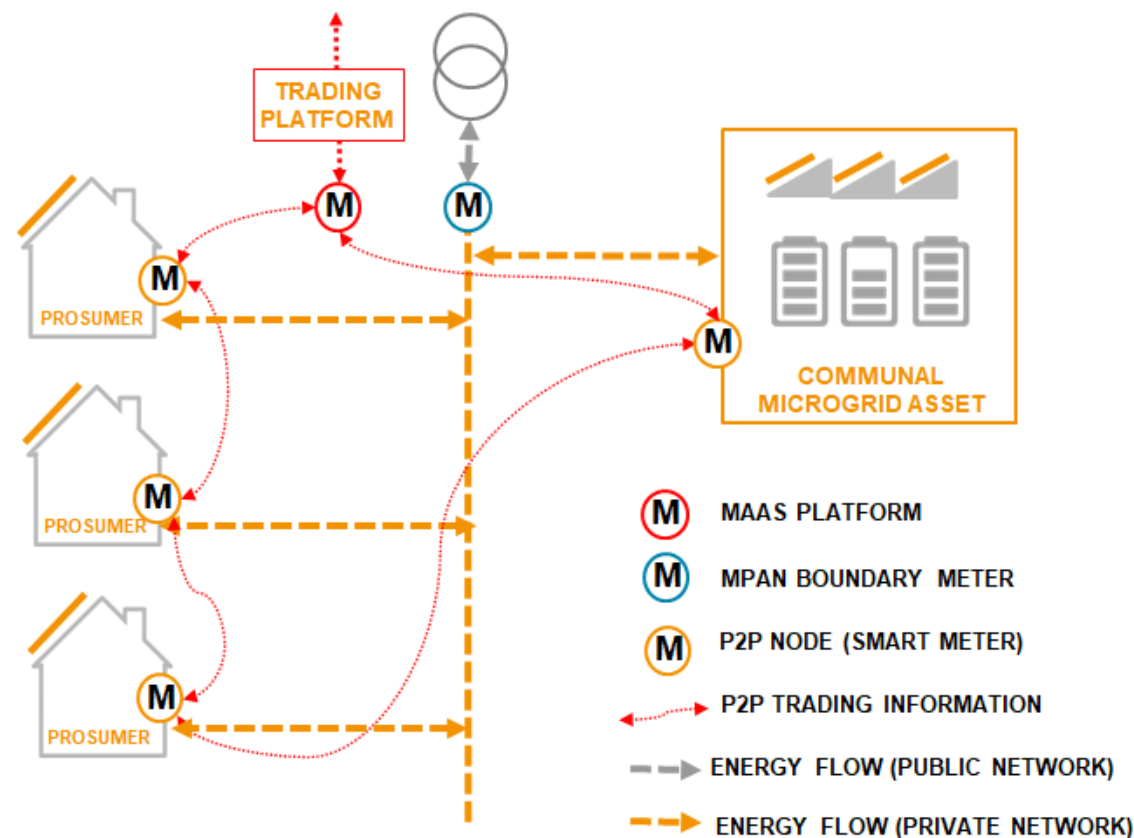 TRADING
PLATFORM
M
M
M
PROSUMER
M
COMMUNAL
MICROGRID ASSET
M
PROSUMER
M
PROSUMER
M MAAS PLATFORM
M MPAN BOUNDARY METER
M P2P NODE (SMART METER)
P2P TRADING INFORMATION
ENERGY FLOW (PUBLIC NETWORK)
ENERGY FLOW (PRIVATE NETWORK)